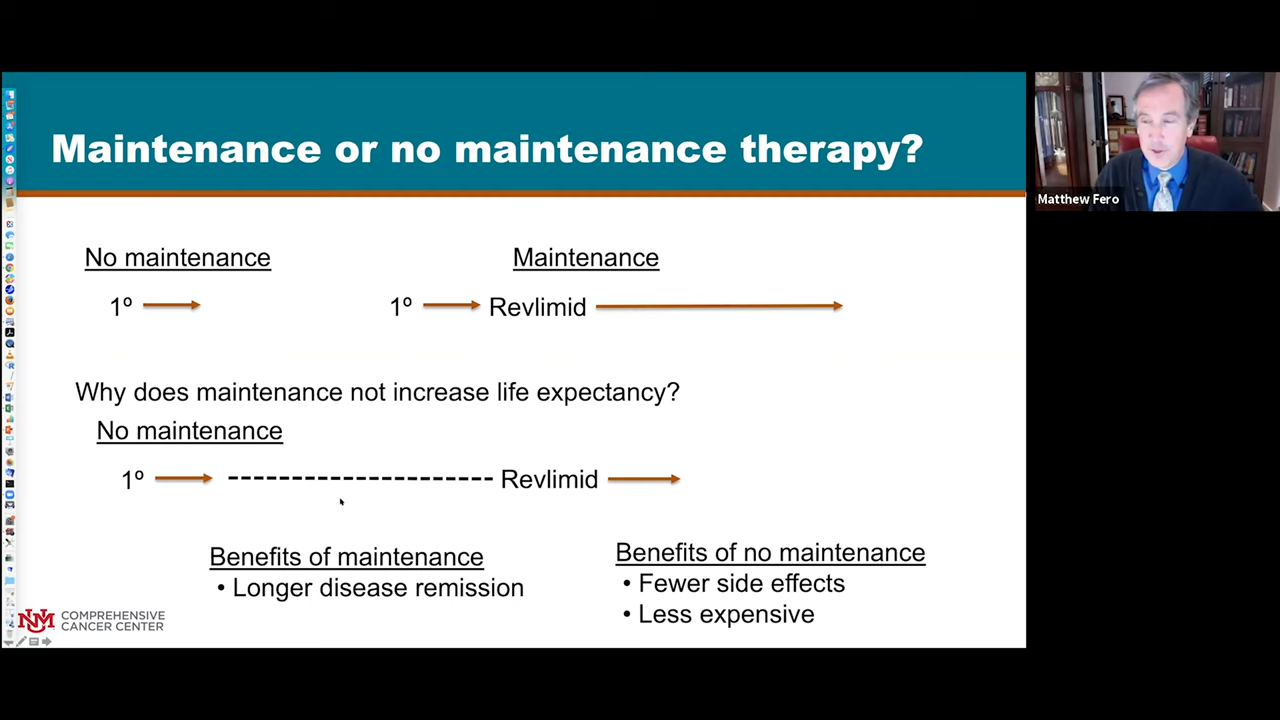 Maintenance or no maintenance therapy?
Matthew Fero
No maintenance
Maintenance
1º
1º
Revlimid
Why does maintenance not increase life expectancy?
No maintenance
1º
Revlimid
Benefits of maintenance
• Longer disease remission
Benefits of no maintenance
• Fewer side effects
• Less expensive
UNM
COMPREHENSIVE
CANCER CENTER